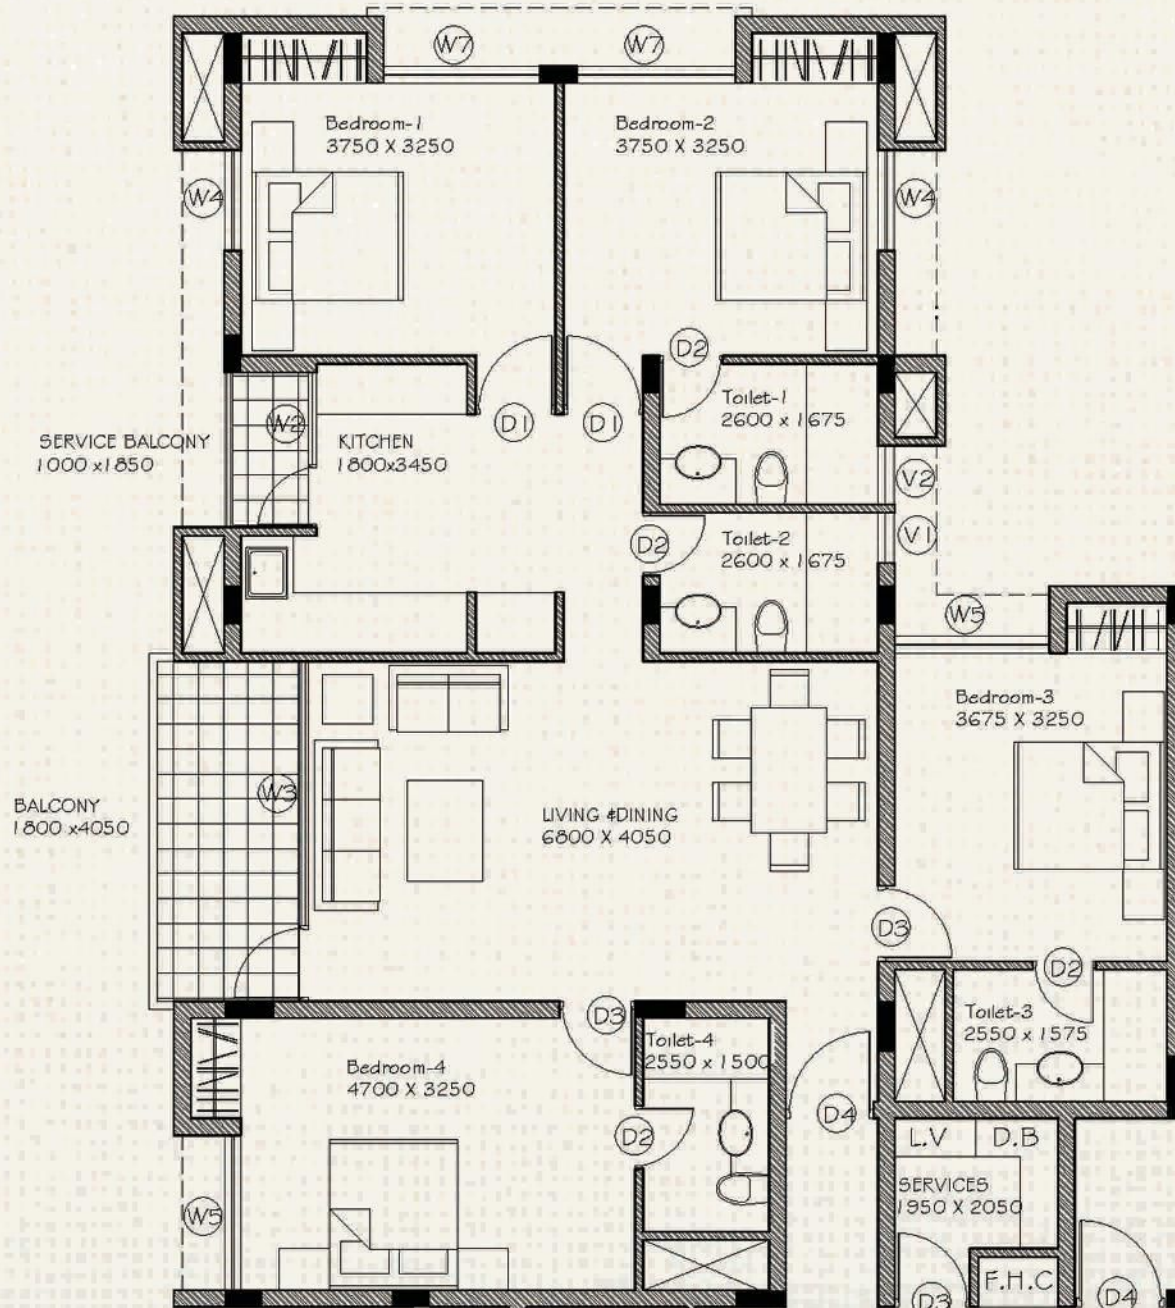 W7
W7
Bedroom-1
3750 X 3250
Bedroom-2
3750 X 3250
W4
W4
D2
Toilet-1
2600 x 1675
D1
D1
W2
SERVICE BALCONY
1000 x1850
KITCHEN
1800x3450
V2
V1
D2
Toilet-2
2600 x 1675
W5
Bedroom-3
3675 X 3250
W3
BALCONY
1800 x4050
LIVING &DINING
6800 X 4050
D3
D2
Toilet-3
2550 x 1575
D3
Toilet-4
2550 x 1500
Bedroom-4
4700 X 3250
D4
D2
L.V
D.B
SERVICES
1950 X 2050
W5
F.H.C
D3
D4